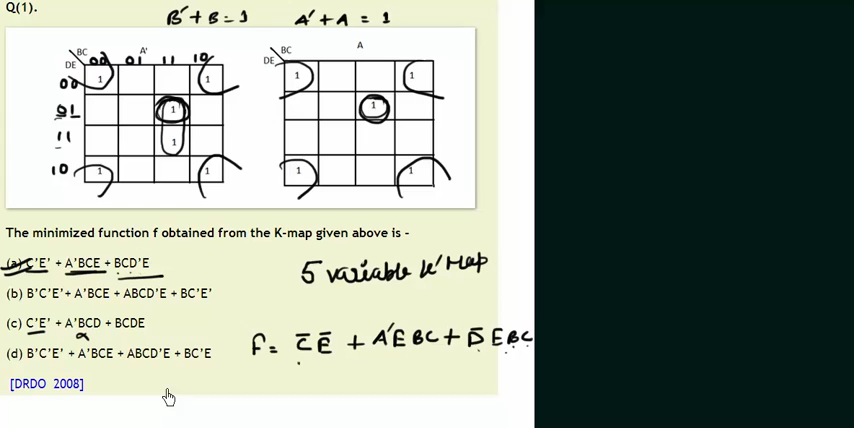 Q(1).
B' + B = 1 A' + A = 1
BC A' BC A
DE 00 01 11 10 DE
00 1 1 1 1
01 1 1
11 1
10 1 1 1 1
The minimized function f obtained from the K-map given above is -
(a) C'E' + A'BCE + BCD'E
5 variable K' Map
(b) B'C'E'+ A'BCE + ABCD'E + BC'E'
(c) C'E' + A'BCD + BCDE
F = C̅ E̅ + A'E BC + D̅ E BC
(d) B'C'E' + A'BCE + ABCD'E + BC'E
[DRDO 2008]